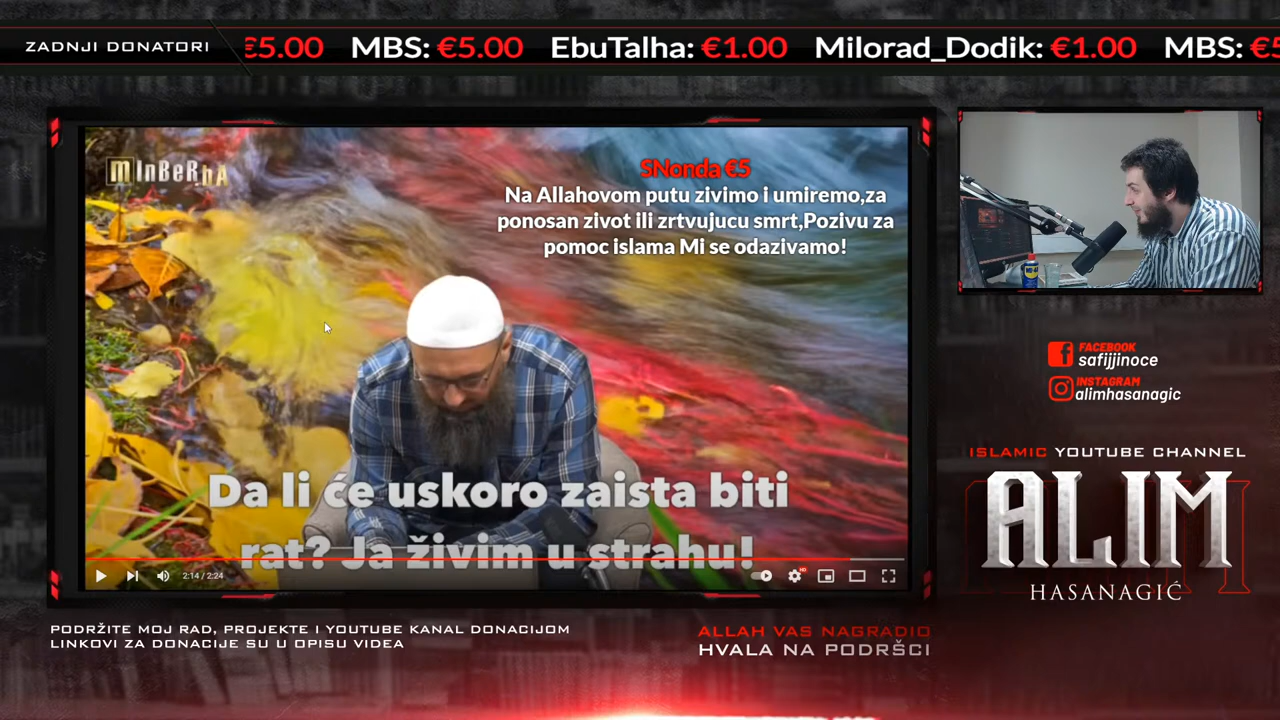 ZADNJI DONATORI
€5.00 MBS: €5.00 EbuTalha: €1.00 Milorad_Dodik: €1.00 MBS:
mInBeRbA
SNonda €5
Na Allahovom putu zivimo i umiremo,za
ponosan zivot ili zrtvujucu smrt,Pozivu za
pomoc islama Mi se odazivamo!
Da li će uskoro zaista biti
rat? Ja živim u strahu!
2:14 / 2:24
HD
FACEBOOK
safijjinoce
INSTAGRAM
alimhasanagic
ISLAMIC YOUTUBE CHANNEL
ALIM
HASANAGIĆ
PODRŽITE MOJ RAD, PROJEKTE I YOUTUBE KANAL DONACIJOM
LINKOVI ZA DONACIJE SU U OPISU VIDEA
ALLAH VAS NAGRADIO
HVALA NA PODRŠCI